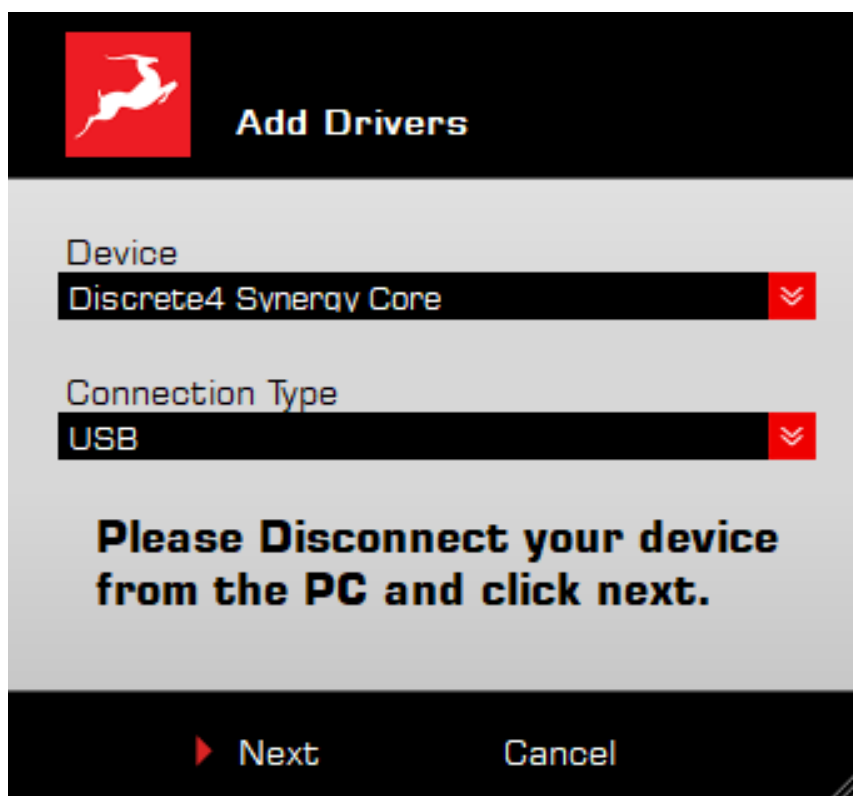 Add Drivers
Device
Discrete4 Synergy Core
Connection Type
USB
Please Disconnect your device
from the PC and click next.
Next
Cancel